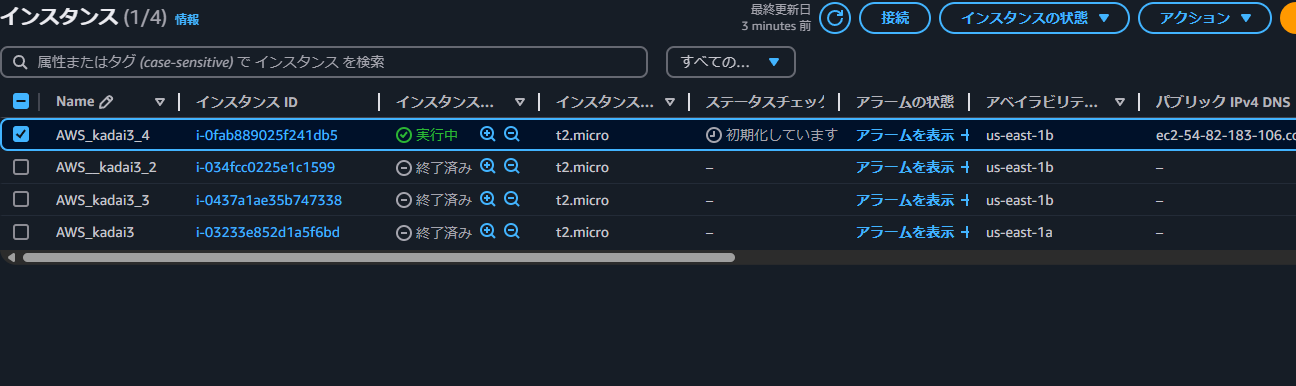 インスタンス (1/4) 情報
最終更新日
3 minutes 前
接続
インスタンスの状態
アクション
属性またはタグ (case-sensitive) で インスタンス を検索
すべての...
Name インスタンス ID インスタンス... インスタンス... ステータスチェック アラームの状態 アベイラビリテ... パブリック IPv4 DNS
AWS_kadai3_4 i-0fab889025f241db5 実行中 t2.micro 初期化しています アラームを表示 + us-east-1b ec2-54-82-183-106.co
AWS__kadai3_2 i-034fcc0225e1c1599 終了済み t2.micro – アラームを表示 + us-east-1b –
AWS_kadai3_3 i-0437a1ae35b747338 終了済み t2.micro – アラームを表示 + us-east-1b –
AWS_kadai3 i-03233e852d1a5f6bd 終了済み t2.micro – アラームを表示 + us-east-1a –